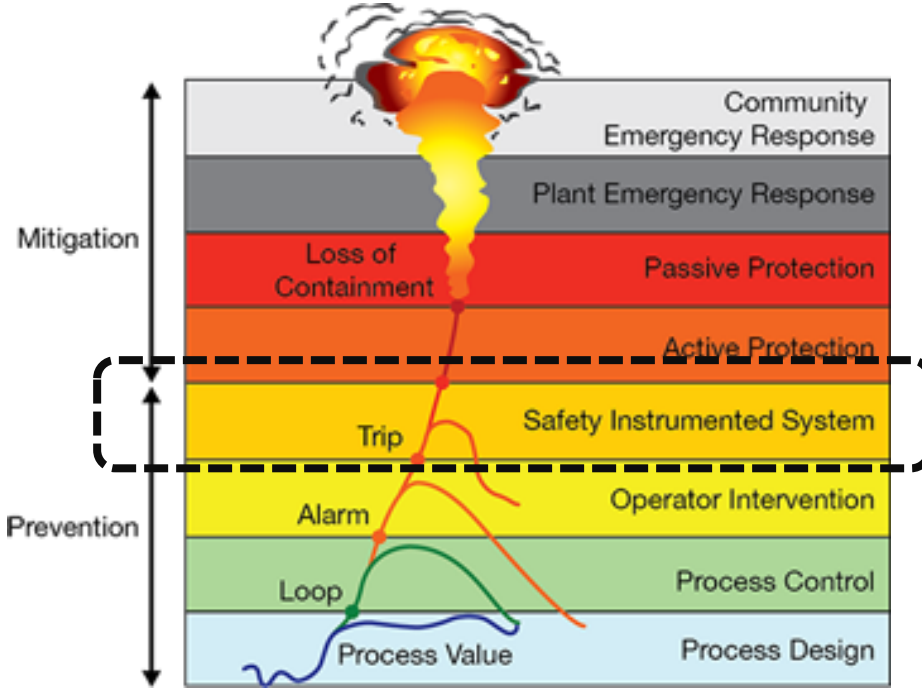 Community
Emergency Response
Plant Emergency Response
Mitigation
Loss of
Containment
Passive Protection
Active Protection
Safety Instrumented System
Trip
Operator Intervention
Alarm
Prevention
Process Control
Loop
Process Value
Process Design